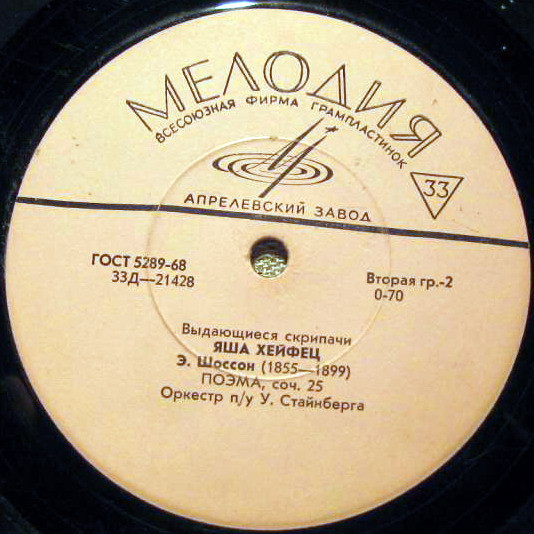 МЕЛОДИЯ
ВСЕСОЮЗНАЯ ФИРМА ГРАМПЛАСТИНОК
33
АПРЕЛЕВСКИЙ ЗАВОД
ГОСТ 5289-68
33Д—21428
Вторая гр.-2
0-70
Выдающиеся скрипачи
ЯША ХЕЙФЕЦ
Э. Шоссон (1855—1899)
ПОЭМА, соч. 25
Оркестр п/у У. Стайнберга